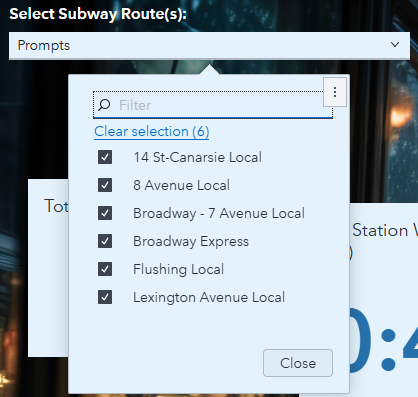 Select Subway Route(s):
Prompts
Filter
Clear selection (6)
14 St-Canarsie Local
8 Avenue Local
Broadway - 7 Avenue Local
Broadway Express
Flushing Local
Lexington Avenue Local
Close
Tot
Station W
)
0:4